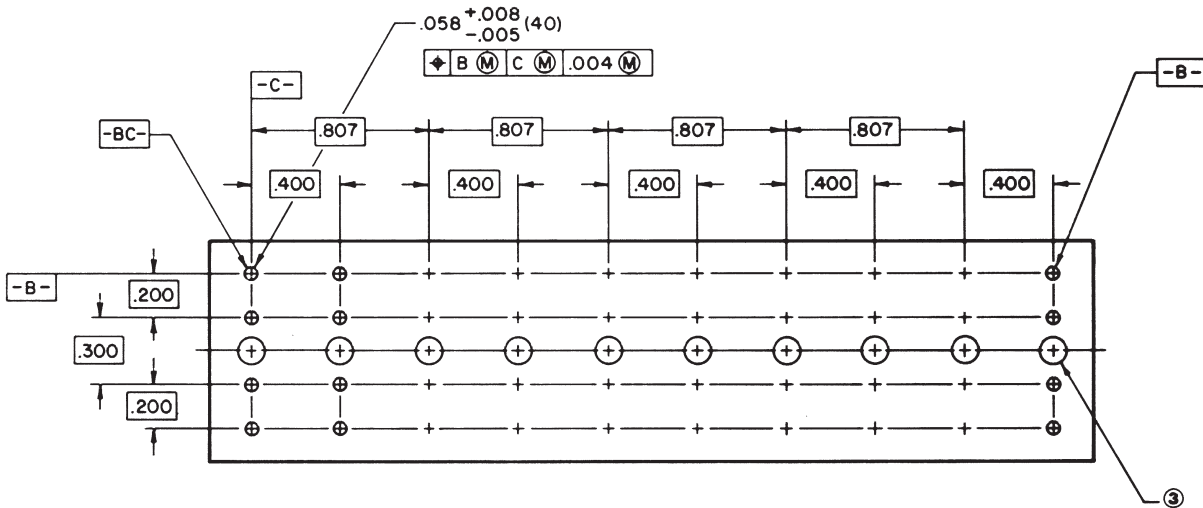 .058 +.008 -.005 (40)
⌖ B Ⓜ C Ⓜ .004 Ⓜ
-C-
-B-
-BC-
.807 .807 .807 .807
.400 .400 .400 .400 .400
-B-
.200
.300
.200
③